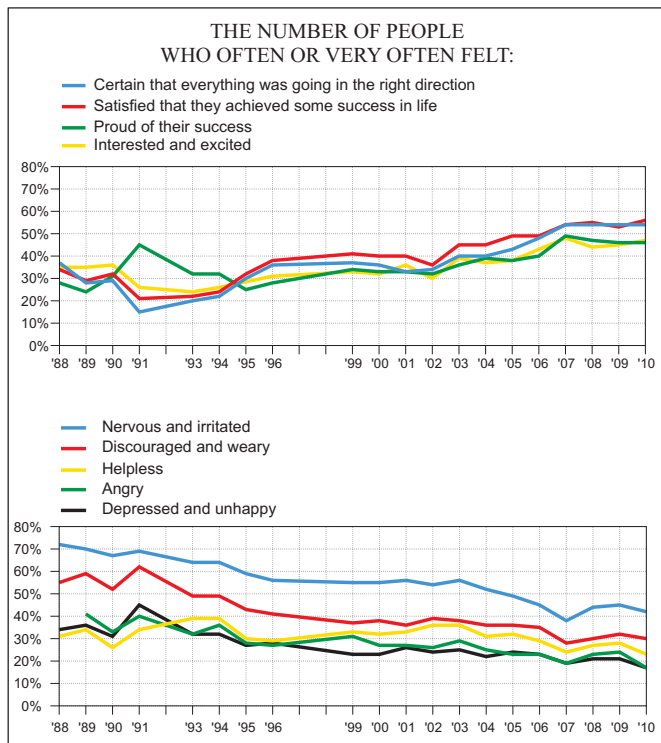 THE NUMBER OF PEOPLE
WHO OFTEN OR VERY OFTEN FELT:
Certain that everything was going in the right direction
Satisfied that they achieved some success in life
Proud of their success
Interested and excited
80%
70%
60%
50%
40%
30%
20%
10%
0%
'88 '89 '90 '91 '93 '94 '95 '96 '99 '00 '01 '02 '03 '04 '05 '06 '07 '08 '09 '10
Nervous and irritated
Discouraged and weary
Helpless
Angry
Depressed and unhappy
80%
70%
60%
50%
40%
30%
20%
10%
0%
'88 '89 '90 '91 '93 '94 '95 '96 '99 '00 '01 '02 '03 '04 '05 '06 '07 '08 '09 '10